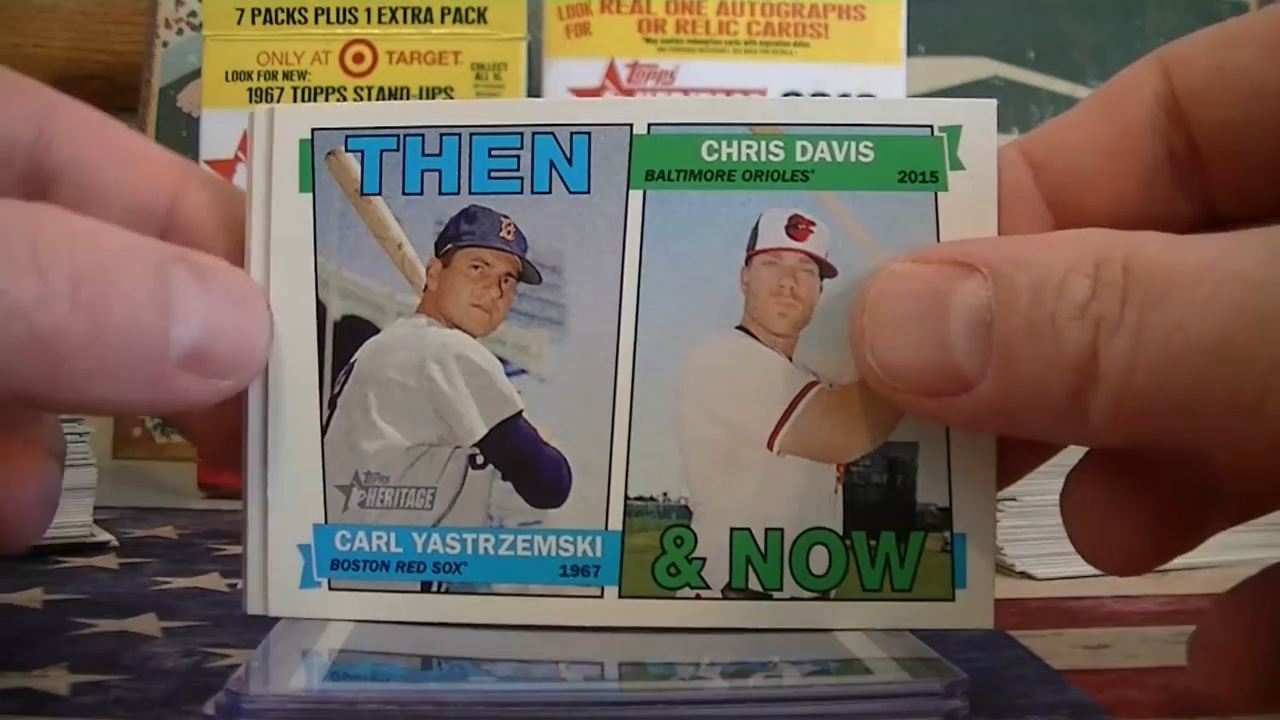 7 PACKS PLUS 1 EXTRA PACK
ONLY AT TARGET
LOOK FOR NEW:
1967 TOPPS STAND-UPS
COLLECT
ALL 15
LOOK
FOR
REAL ONE AUTOGRAPHS
OR RELIC CARDS!
Topps
HERITAGE
THEN
CHRIS DAVIS
BALTIMORE ORIOLES
2015
B
Topps
HERITAGE
CARL YASTRZEMSKI
BOSTON RED SOX
1967
& NOW